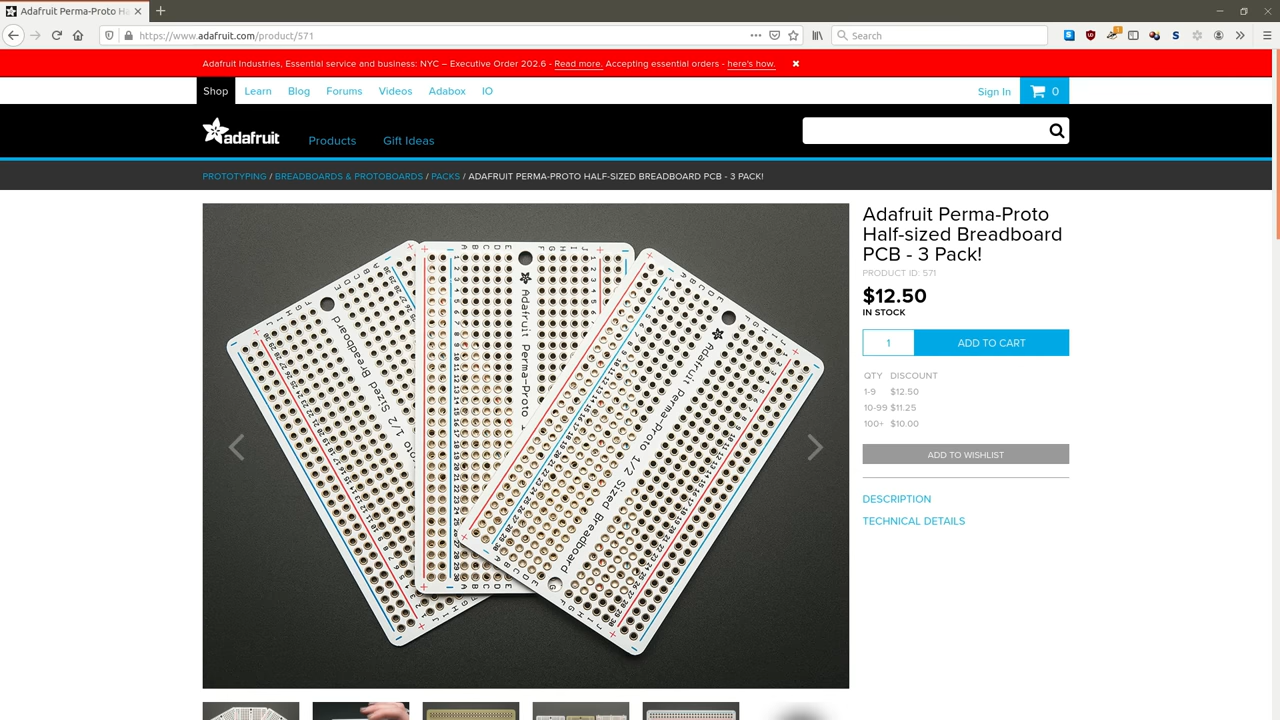 Adafruit Perma-Proto Ha
https://www.adafruit.com/product/571
Search
Adafruit Industries, Essential service and business: NYC – Executive Order 202.6 - Read more. Accepting essential orders - here's how.
Shop Learn Blog Forums Videos Adabox IO
Sign In 0
adafruit Products Gift Ideas
PROTOTYPING / BREADBOARDS & PROTOBOARDS / PACKS / ADAFRUIT PERMA-PROTO HALF-SIZED BREADBOARD PCB - 3 PACK!
Adafruit Perma-Proto
Half-sized Breadboard
PCB - 3 Pack!
PRODUCT ID: 571
$12.50
IN STOCK
1 ADD TO CART
QTY DISCOUNT
1-9 $12.50
10-99 $11.25
100+ $10.00
ADD TO WISHLIST
DESCRIPTION
TECHNICAL DETAILS
1/2 Sized Breadboard
Adafruit Perma-Proto
Adafruit Perma-Proto 1/2 Sized Breadboard